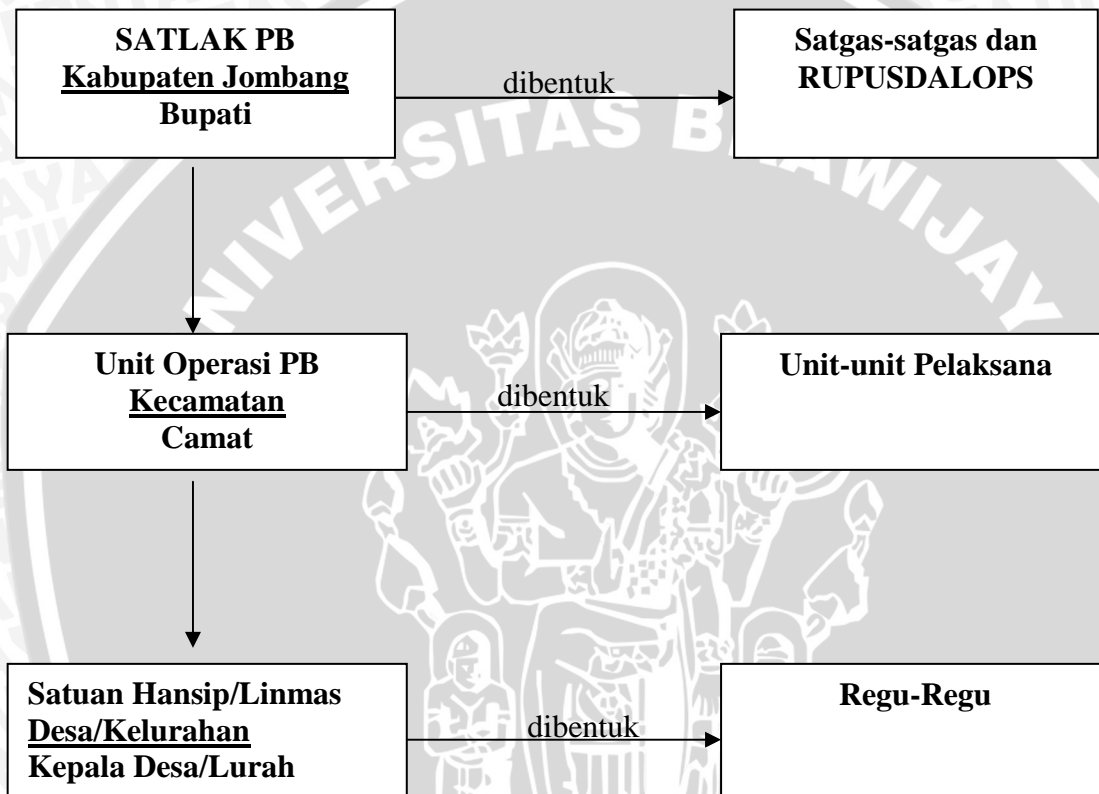 SATLAK PB
Kabupaten Jombang
Bupati
dibentuk
Satgas-satgas dan
RUPUSDALOPS
Unit Operasi PB
Kecamatan
Camat
dibentuk
Unit-unit Pelaksana
Satuan Hansip/Linmas
Desa/Kelurahan
Kepala Desa/Lurah
dibentuk
Regu-Regu